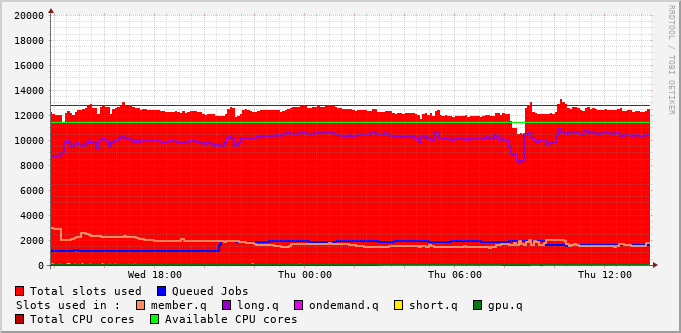 20000
18000
16000
14000
12000
10000
8000
6000
4000
2000
0
Wed 18:00 Thu 00:00 Thu 06:00 Thu 12:00
RRDTOOL / TOBI OETIKER
Total slots used Queued Jobs
Slots used in : member.q long.q ondemand.q short.q gpu.q
Total CPU cores Available CPU cores